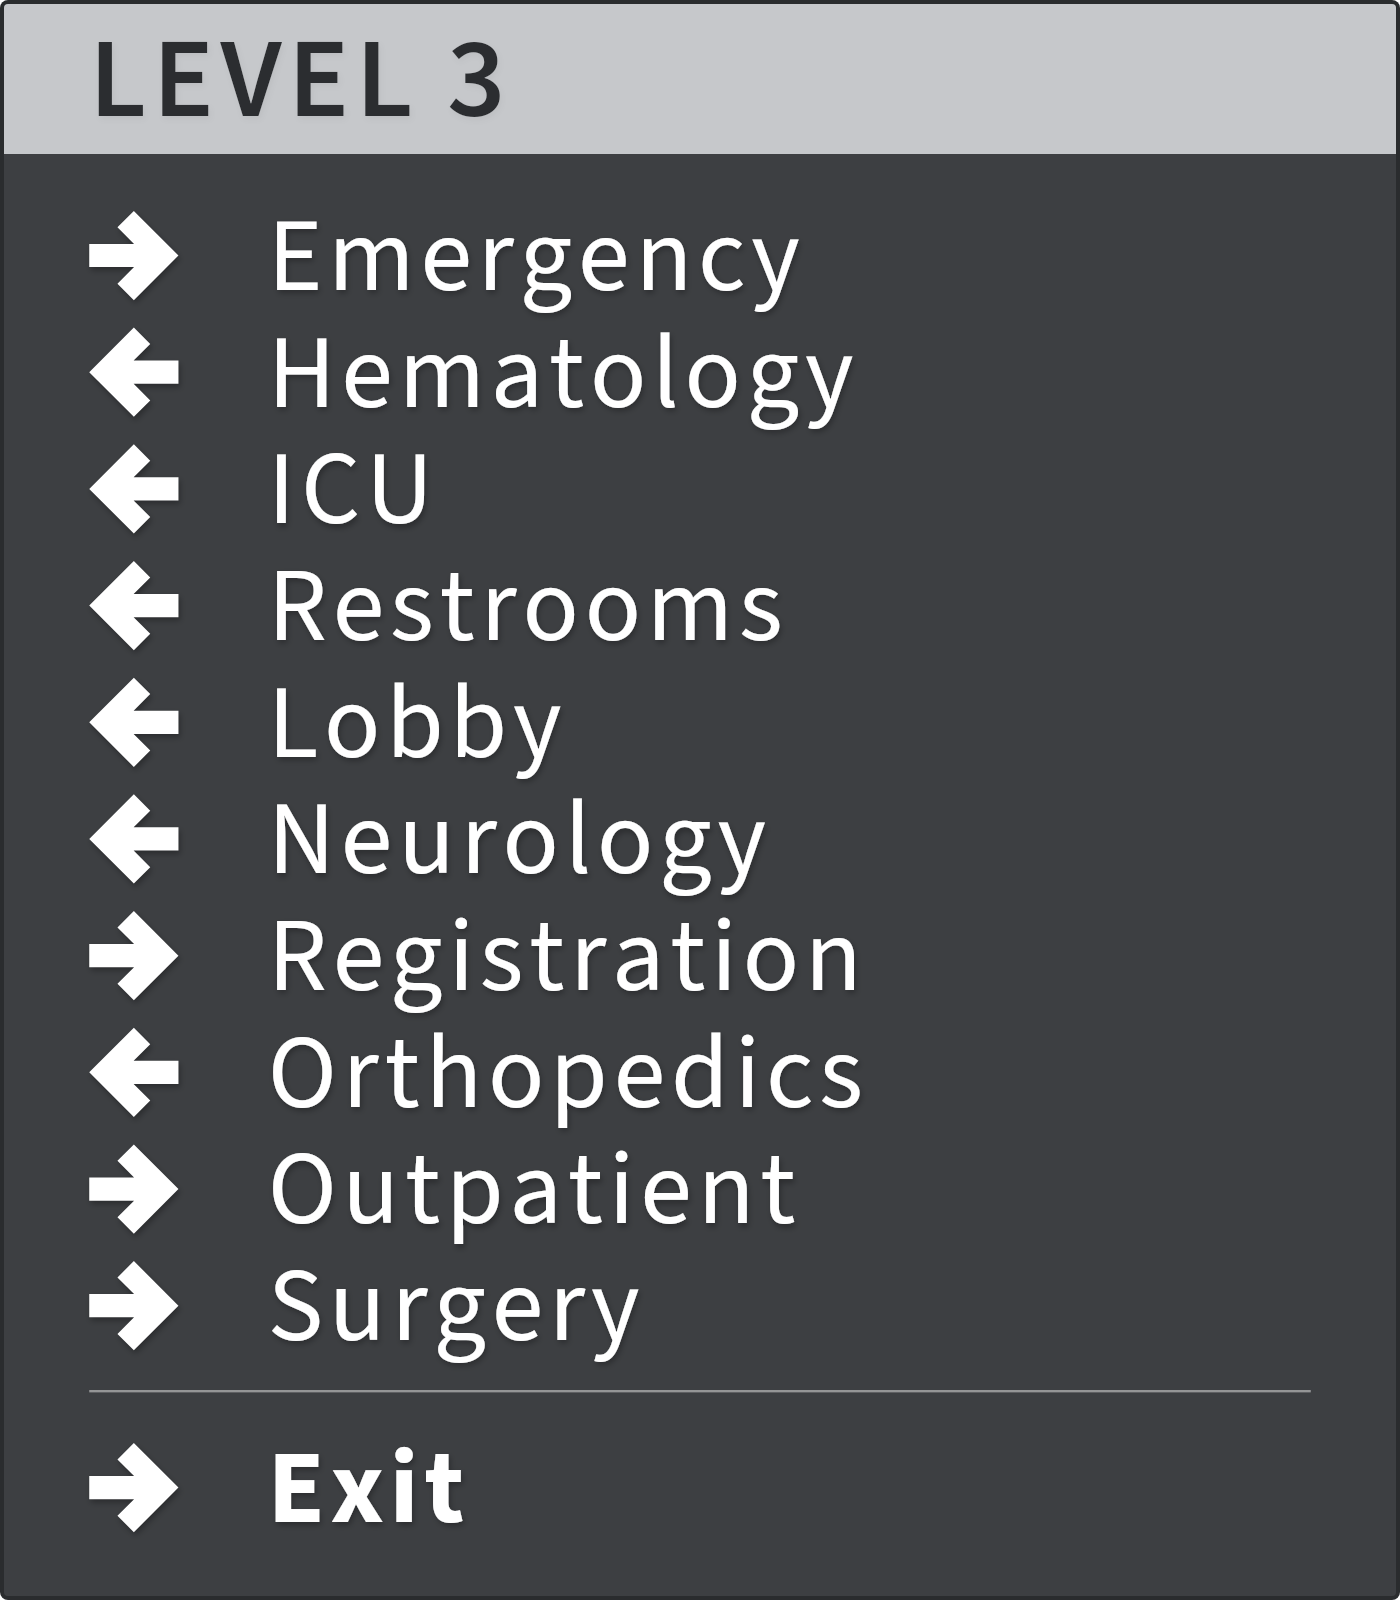 LEVEL 3
Emergency
Hematology
ICU
Restrooms
Lobby
Neurology
Registration
Orthopedics
Outpatient
Surgery
Exit